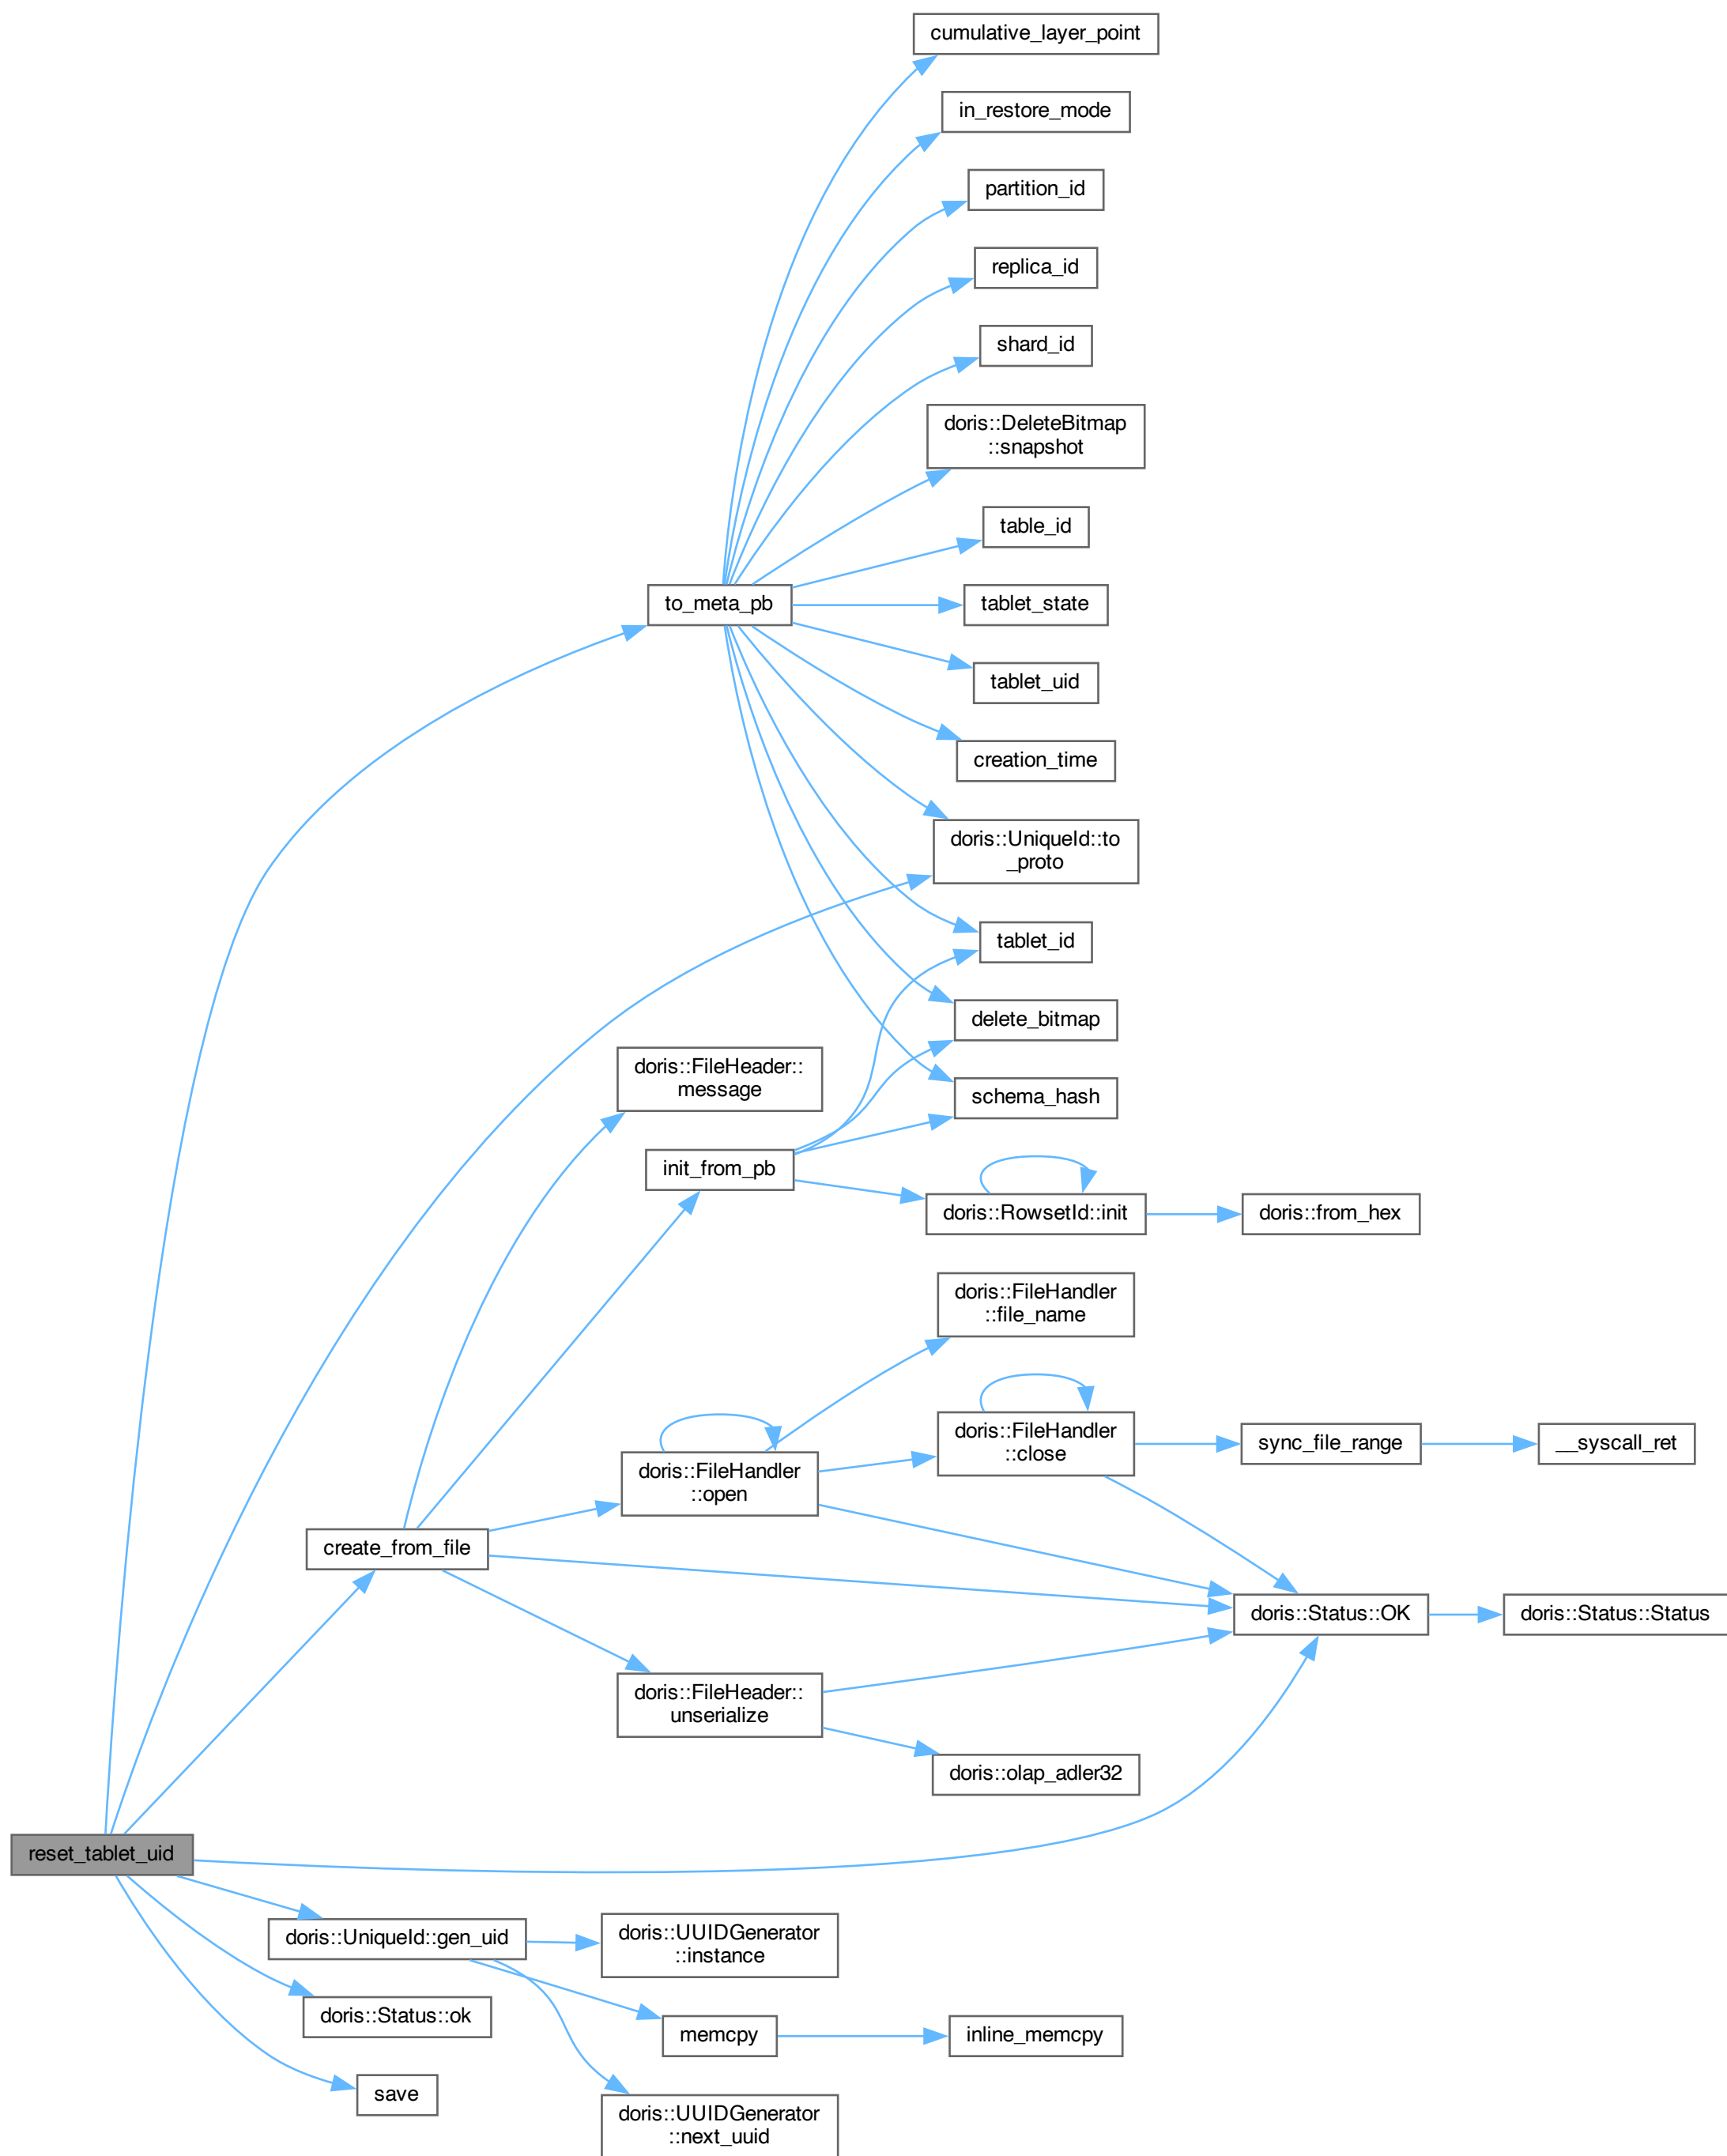 cumulative_layer_point
in_restore_mode
partition_id
replica_id
shard_id
doris::DeleteBitmap
::snapshot
table_id
to_meta_pb
tablet_state
tablet_uid
creation_time
doris::UniqueId::to
_proto
tablet_id
delete_bitmap
doris::FileHeader::
message
schema_hash
init_from_pb
doris::RowsetId::init
doris::from_hex
doris::FileHandler
::file_name
doris::FileHandler
::close
sync_file_range
__syscall_ret
doris::FileHandler
::open
create_from_file
doris::Status::OK
doris::Status::Status
doris::FileHeader::
unserialize
doris::olap_adler32
reset_tablet_uid
doris::UniqueId::gen_uid
doris::UUIDGenerator
::instance
doris::Status::ok
memcpy
inline_memcpy
save
doris::UUIDGenerator
::next_uuid